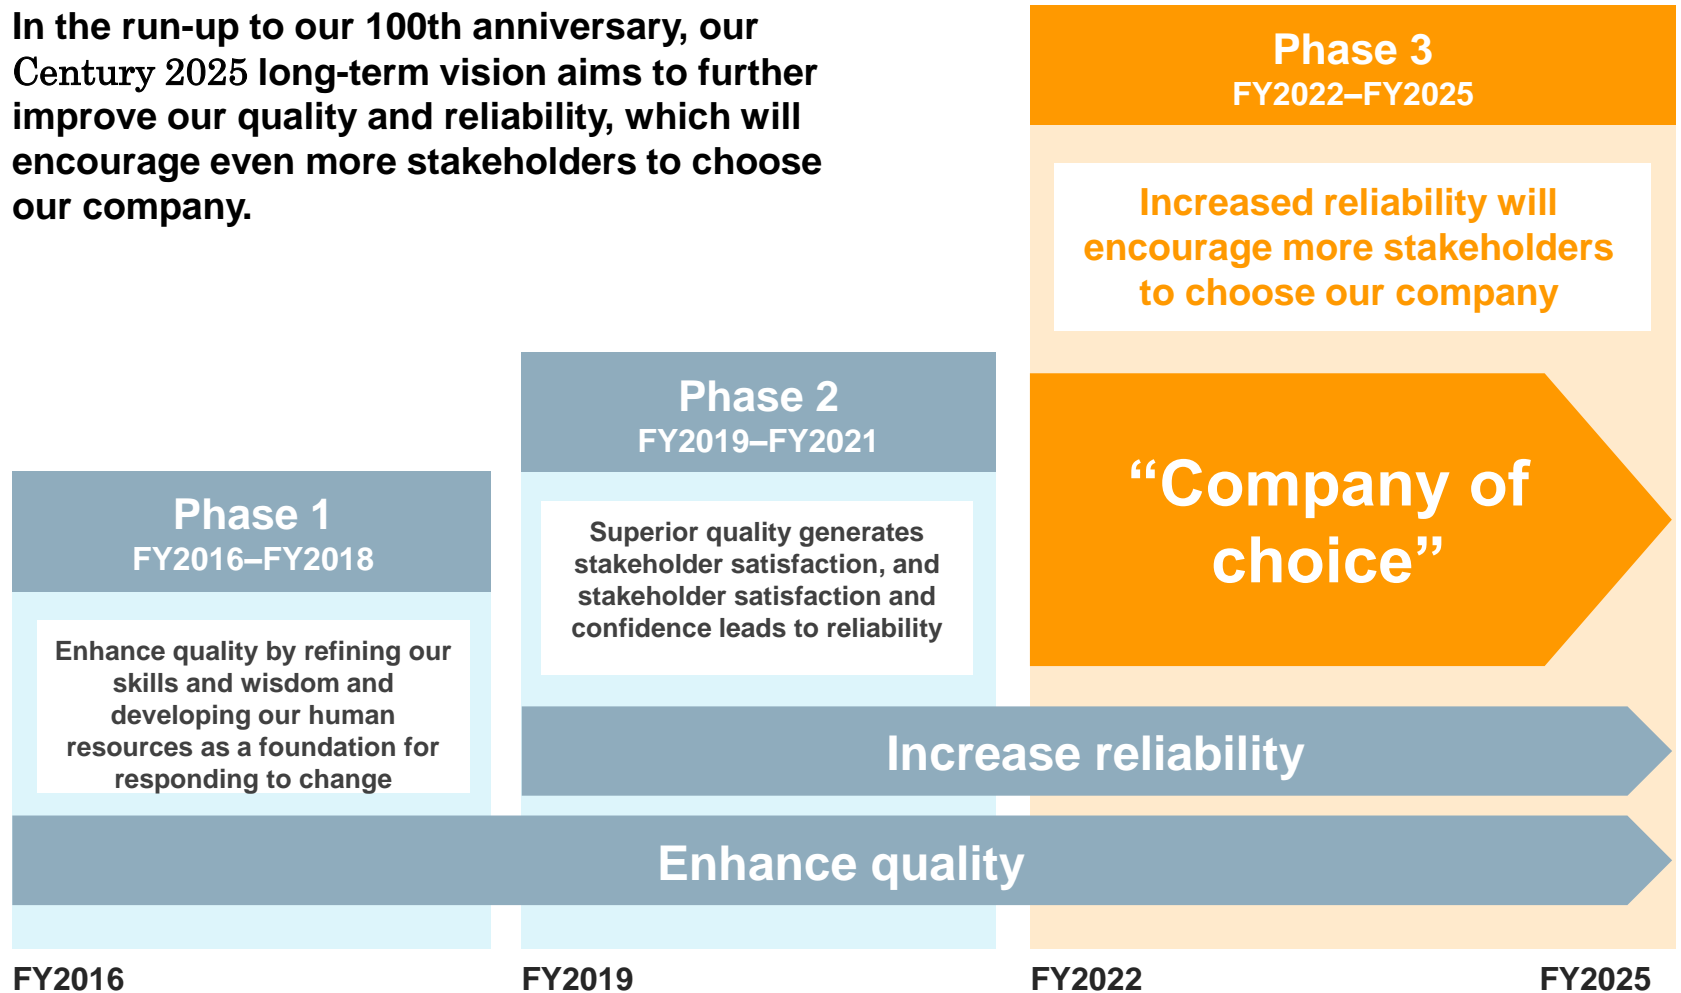 In the run-up to our 100th anniversary, our
Century 2025 long-term vision aims to further
improve our quality and reliability, which will
encourage even more stakeholders to choose
our company.
Phase 1
FY2016–FY2018
Enhance quality by refining our
skills and wisdom and
developing our human
resources as a foundation for
responding to change
Phase 2
FY2019–FY2021
Superior quality generates
stakeholder satisfaction, and
stakeholder satisfaction and
confidence leads to reliability
Phase 3
FY2022–FY2025
Increased reliability will
encourage more stakeholders
to choose our company
“Company of
choice”
Increase reliability
Enhance quality
FY2016
FY2019
FY2022
FY2025